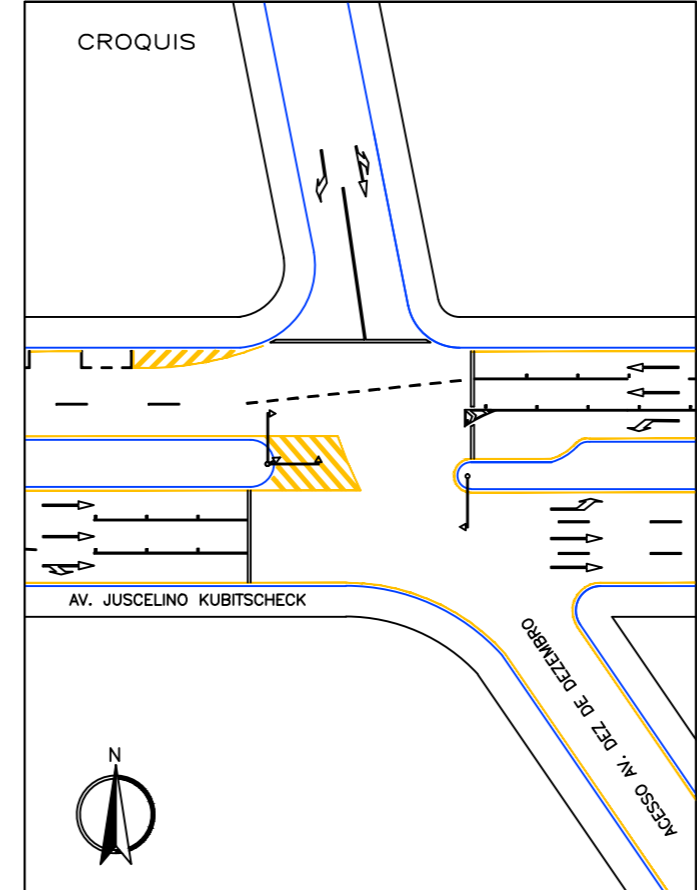 CROQUIS
AV. JUSCELINO KUBITSCHECK
ACESSO AV. DEZ DE DEZEMBRO
N